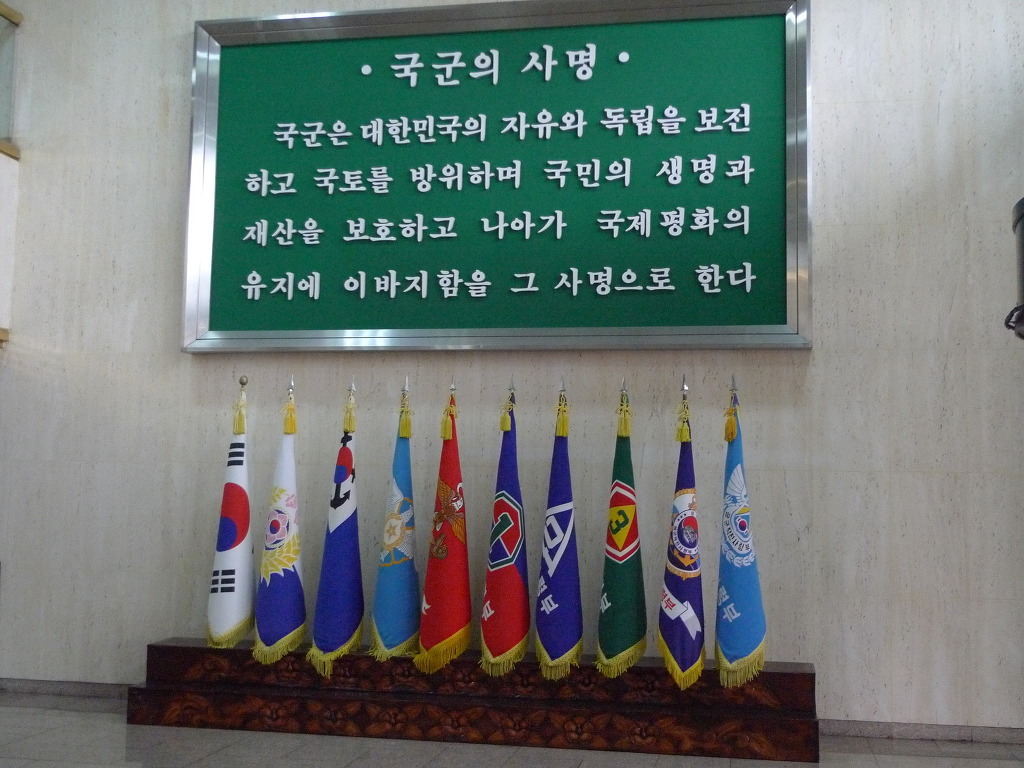 • 국군의 사명 •
국군은 대한민국의 자유와 독립을 보전
하고 국토를 방위하며 국민의 생명과
재산을 보호하고 나아가 국제평화의
유지에 이바지함을 그 사명으로 한다
1
3